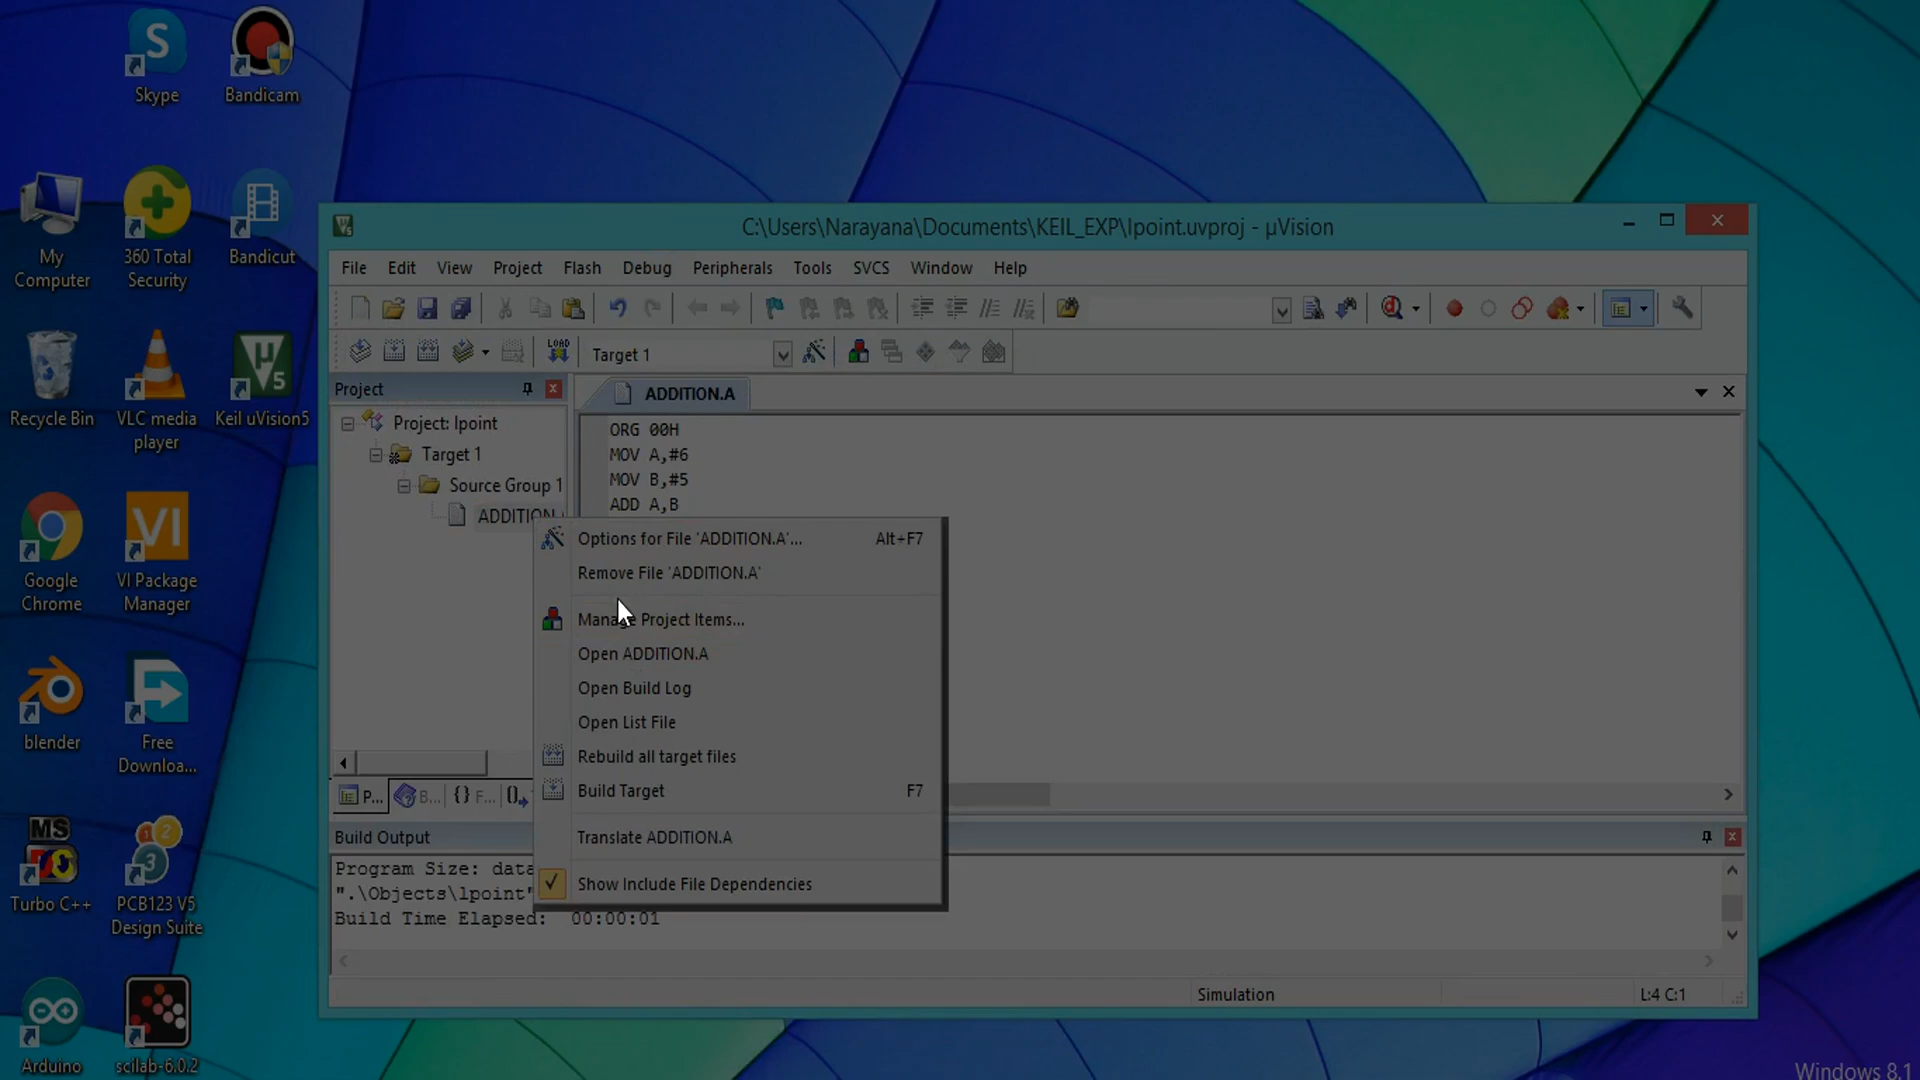 Skype
Bandicam
My
Computer
360 Total
Security
Bandicut
Recycle Bin
VLC media
player
Keil uVision5
Google
Chrome
VI
VI Package
Manager
blender
Free
Downloa...
MS
Turbo C++
PCB123 V5
Design Suite
Arduino
scilab-6.0.2
C:\Users\Narayana\Documents\KEIL_EXP\lpoint.uvproj - µVision
File Edit View Project Flash Debug Peripherals Tools SVCS Window Help
LOAD
Target 1
Project
Project: lpoint
Target 1
Source Group 1
ADDITION
ADDITION.A
ORG 00H
MOV A,#6
MOV B,#5
ADD A,B
Options for File 'ADDITION.A'... Alt+F7
Remove File 'ADDITION.A'
Manage Project Items...
Open ADDITION.A
Open Build Log
Open List File
Rebuild all target files
Build Target F7
Translate ADDITION.A
Show Include File Dependencies
P... B... {} F...
Build Output
Program Size: data
".\Objects\lpoint"
Build Time Elapsed: 00:00:01
Simulation
L:4 C:1
Windows 8.1